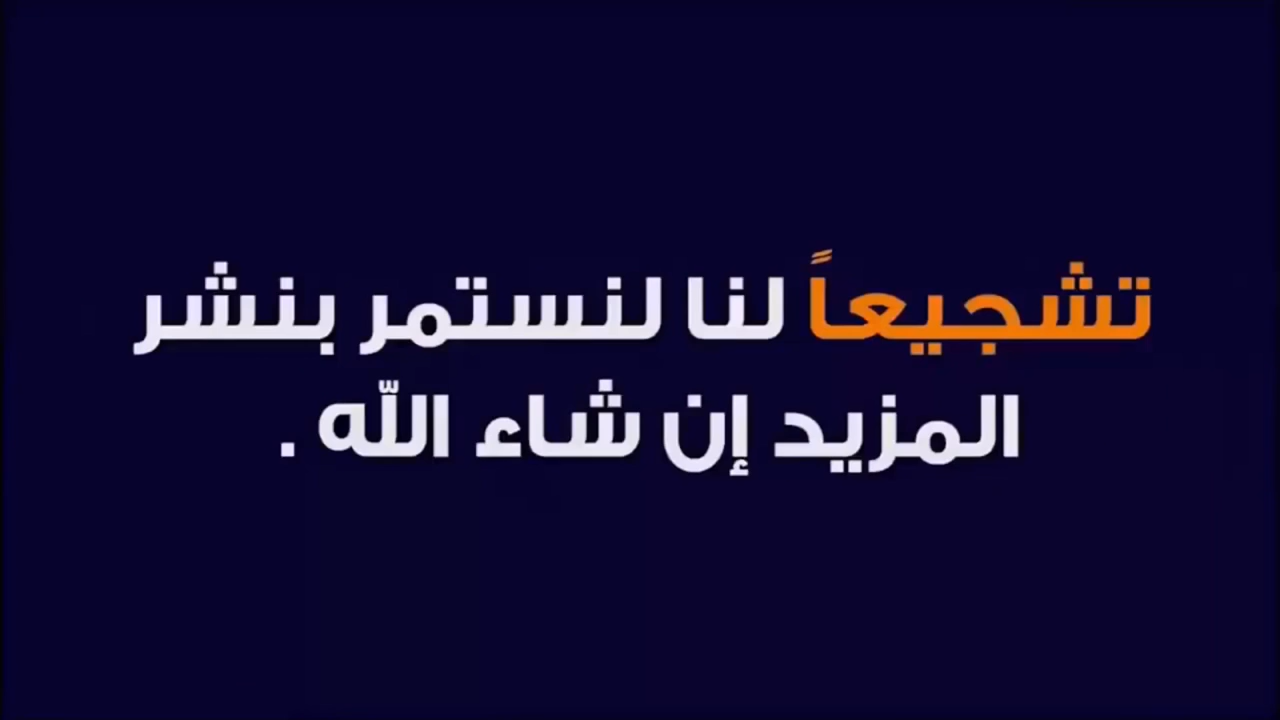 تشجيعاً لنا لنستمر بنشر
المزيد إن شاء اللّه .